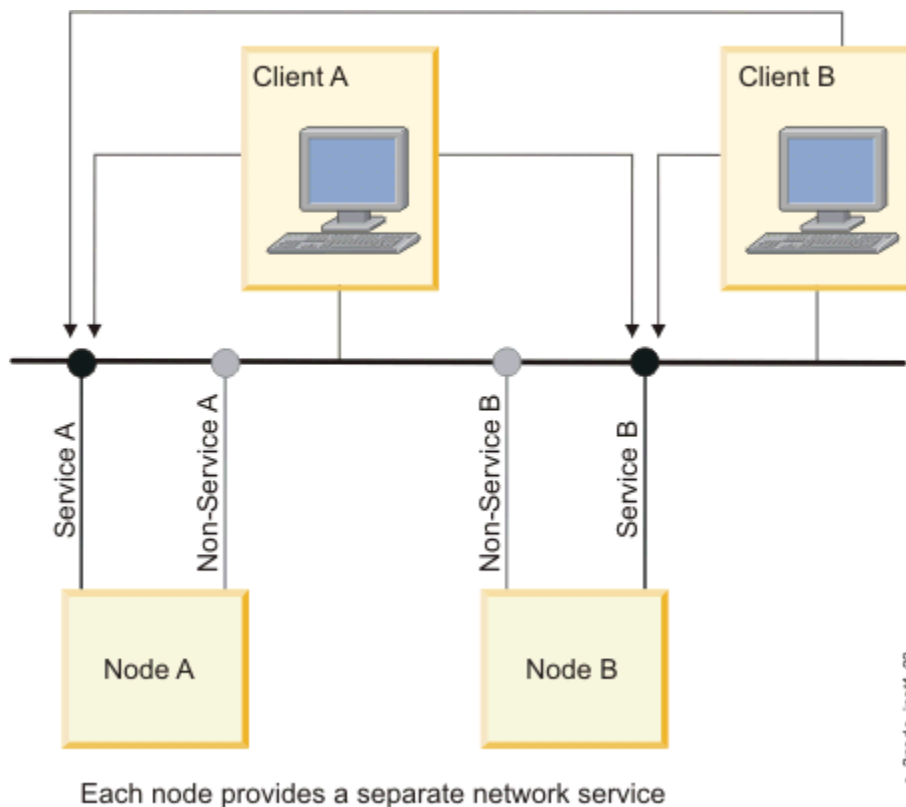 Client A
Client B
Service A
Non-Service A
Non-Service B
Service B
Node A
Node B
Each node provides a separate network service